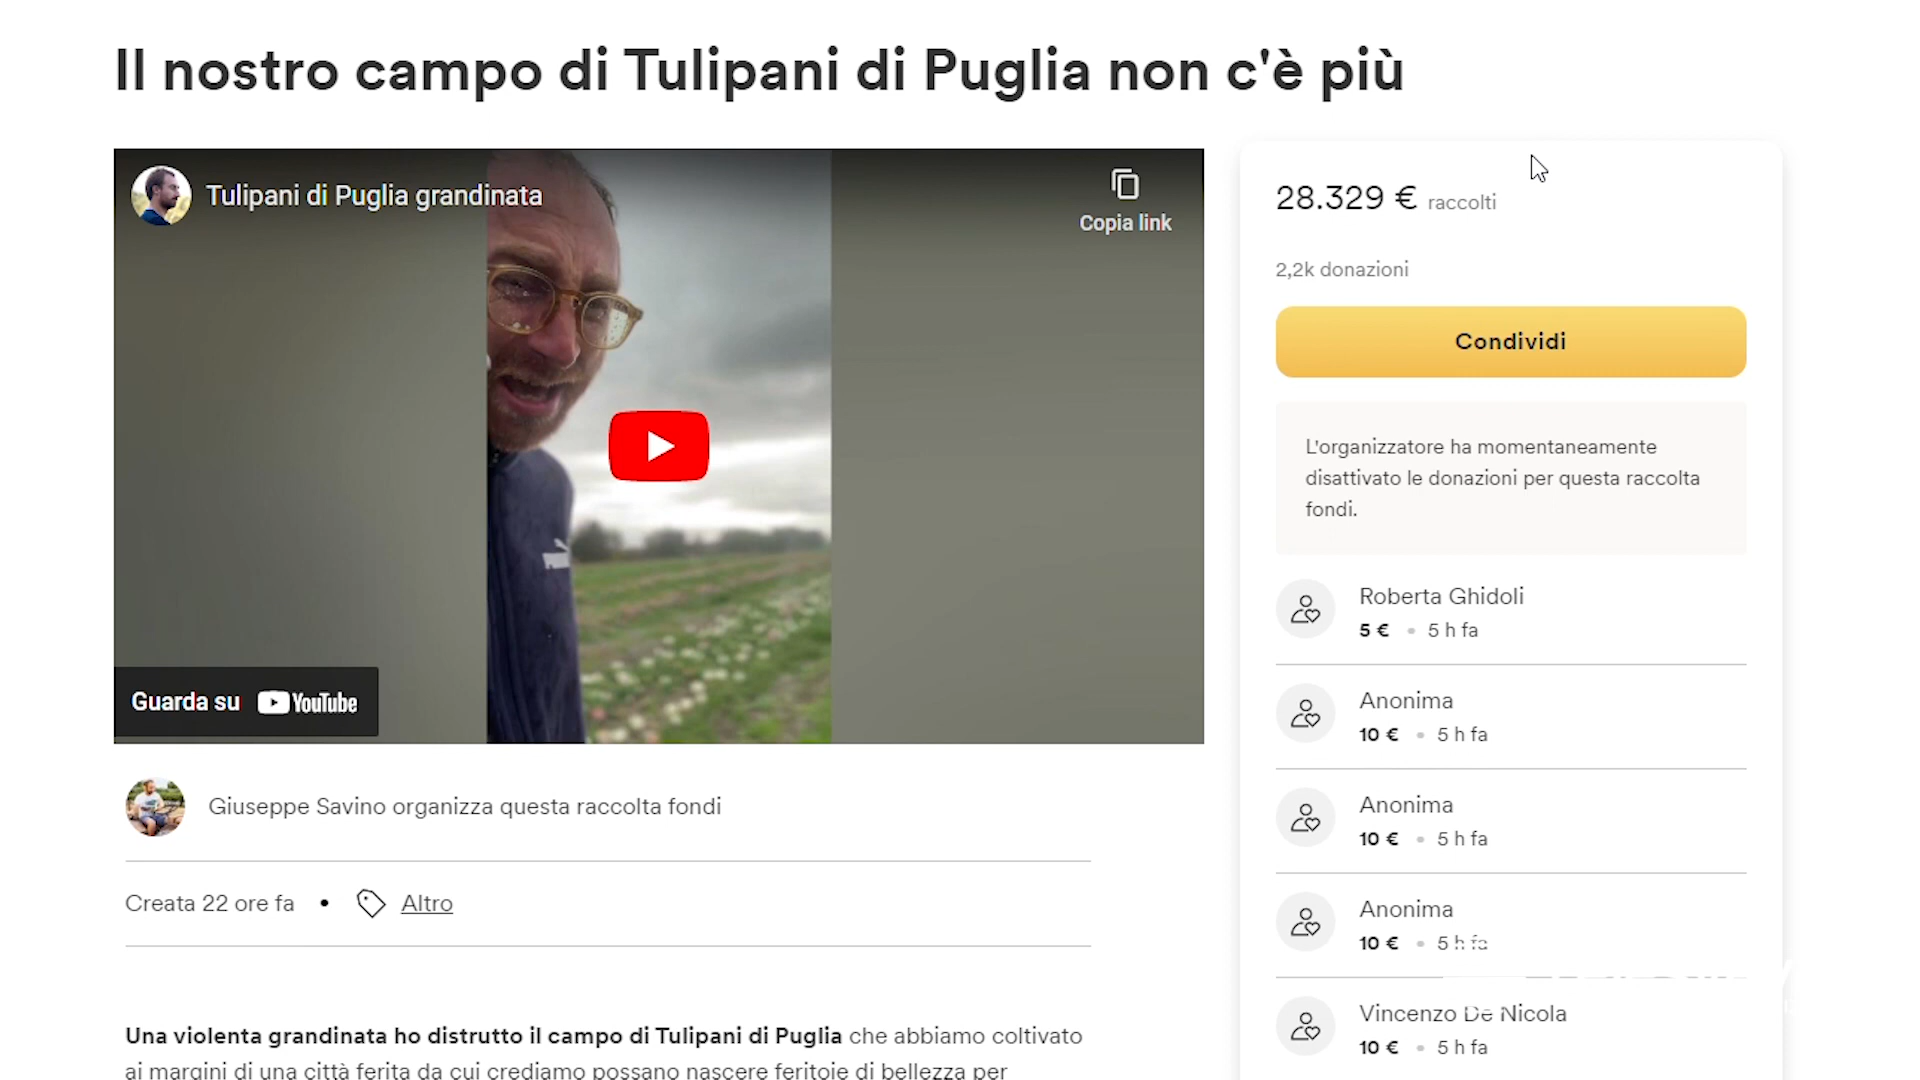 Il nostro campo di Tulipani di Puglia non c'è più
Tulipani di Puglia grandinata
Copia link
Guarda su YouTube
Giuseppe Savino organizza questa raccolta fondi
Creata 22 ore fa • Altro
Una violenta grandinata ho distrutto il campo di Tulipani di Puglia che abbiamo coltivato
ai margini di una città ferita da cui crediamo possano nascere feritoie di bellezza per
28.329 € raccolti
2,2k donazioni
Condividi
L'organizzatore ha momentaneamente
disattivato le donazioni per questa raccolta
fondi.
Roberta Ghidoli
5 € • 5 h fa
Anonima
10 € • 5 h fa
Anonima
10 € • 5 h fa
Anonima
10 € • 5 h fa
Vincenzo De Nicola
10 € • 5 h fa